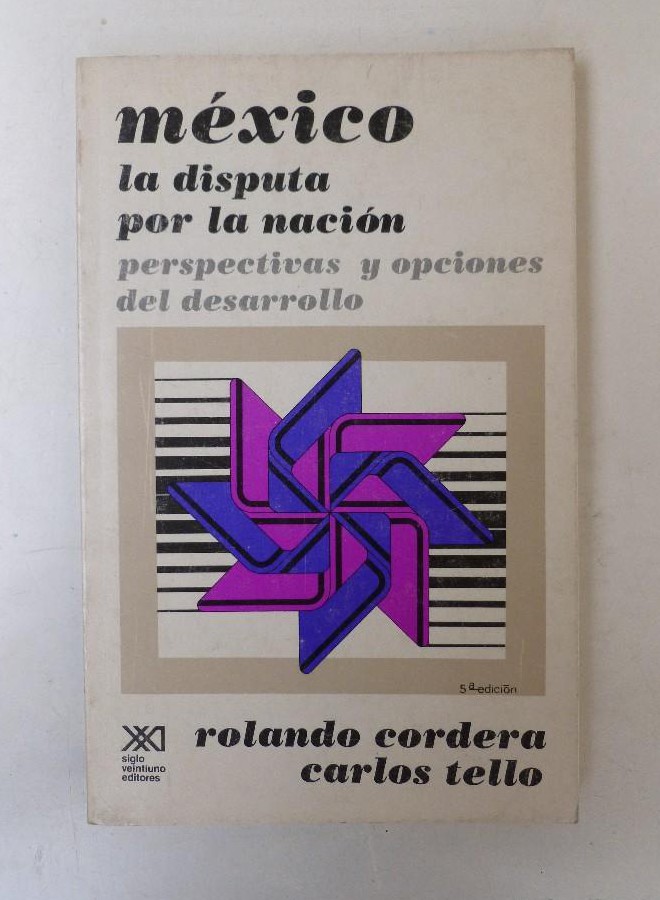 méxico
la disputa
por la nación
perspectivas y opciones
del desarrollo
5ª edición
rolando cordera
carlos tello
siglo
veintiuno
editores